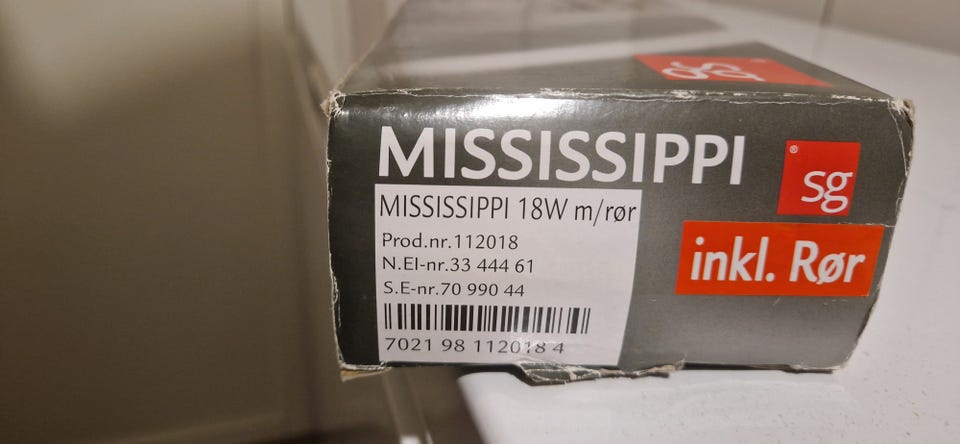 sg
MISSISSIPPI
® sg
MISSISSIPPI 18W m/rør
Prod.nr.112018
N.El-nr.33 444 61
S.E-nr.70 990 44
inkl. Rør
7021 98 112018 4